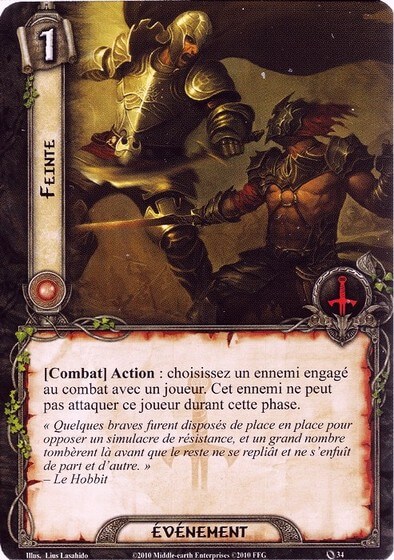 1
FEINTE
[Combat] Action : choisissez un ennemi engagé
au combat avec un joueur. Cet ennemi ne peut
pas attaquer ce joueur durant cette phase.
« Quelques braves furent disposés de place en place pour
opposer un simulacre de résistance, et un grand nombre
tombèrent là avant que le reste ne se repliât et ne s'enfuît
de part et d'autre. »
– Le Hobbit
ÉVÉNEMENT
Illus. Lius Lasahido
©2010 Middle-earth Enterprises ©2010 FFG
34